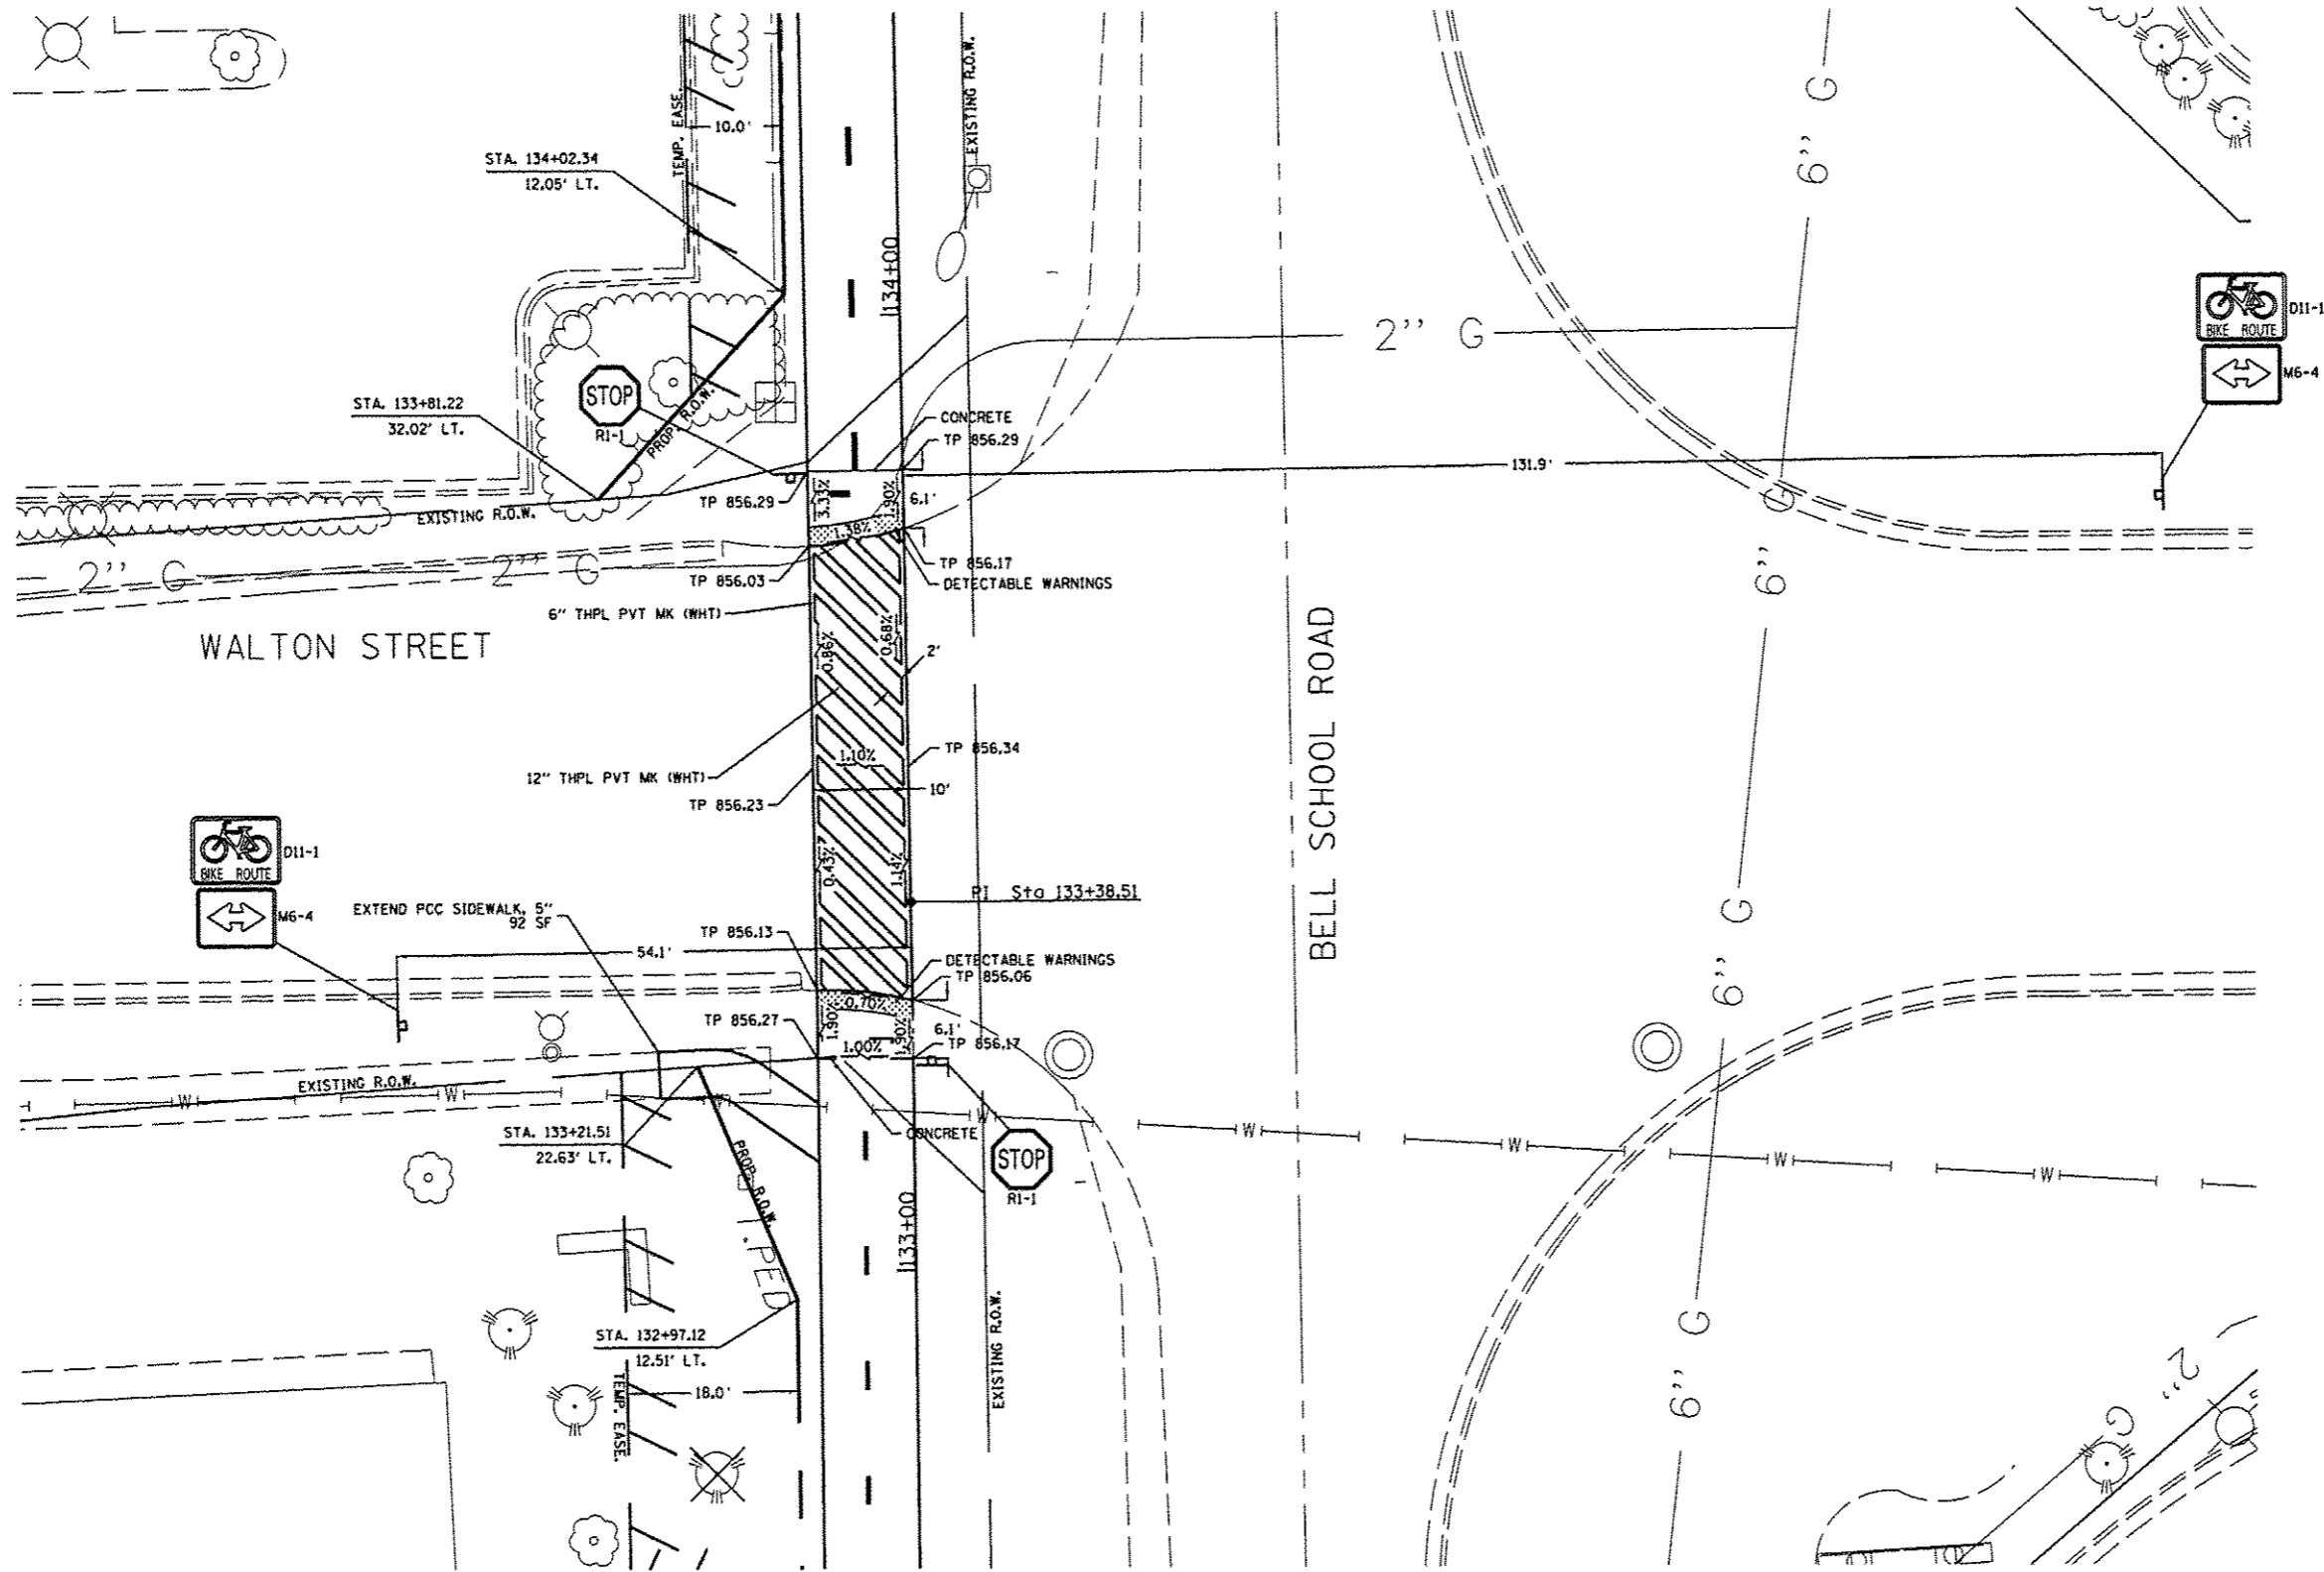 EXISTING R.O.W.
TEMP. EASE.
10.0'
STA. 134+02.34
12.05' LT.
134+00
6" G
6" G
2" G
BIKE ROUTE
D11-1
M6-4
STOP
R1-1
PROP. R.O.W.
STA. 133+81.22
32.02' LT.
CONCRETE
TP 856.29
131.9'
TP 856.29
3.33%
1.90%
6.1'
EXISTING R.O.W.
1.38%
2" G
2" G
TP 856.03
TP 856.17
DETECTABLE WARNINGS
6" THPL PVT MK (WHT)
WALTON STREET
0.86%
0.68%
2'
BELL SCHOOL ROAD
12" THPL PVT MK (WHT)
1.10%
TP 856.34
TP 856.23
10'
BIKE ROUTE
D11-1
M6-4
0.43%
1.14%
PI Sta 133+38.51
EXTEND PCC SIDEWALK, 5"
92 SF
TP 856.13
54.1'
DETECTABLE WARNINGS
TP 856.06
0.70%
6" G
6" G
TP 856.27
1.90%
1.90%
6.1'
1.00%
TP 856.17
EXISTING R.O.W.
W
W
W
W
W
W
W
W
CONCRETE
STA. 133+21.51
22.63' LT.
STOP
R1-1
PROP. R.O.W.
T.PED
133+00
STA. 132+97.12
12.51' LT.
TEMP. EASE.
18.0'
EXISTING R.O.W.
6" G
2" G